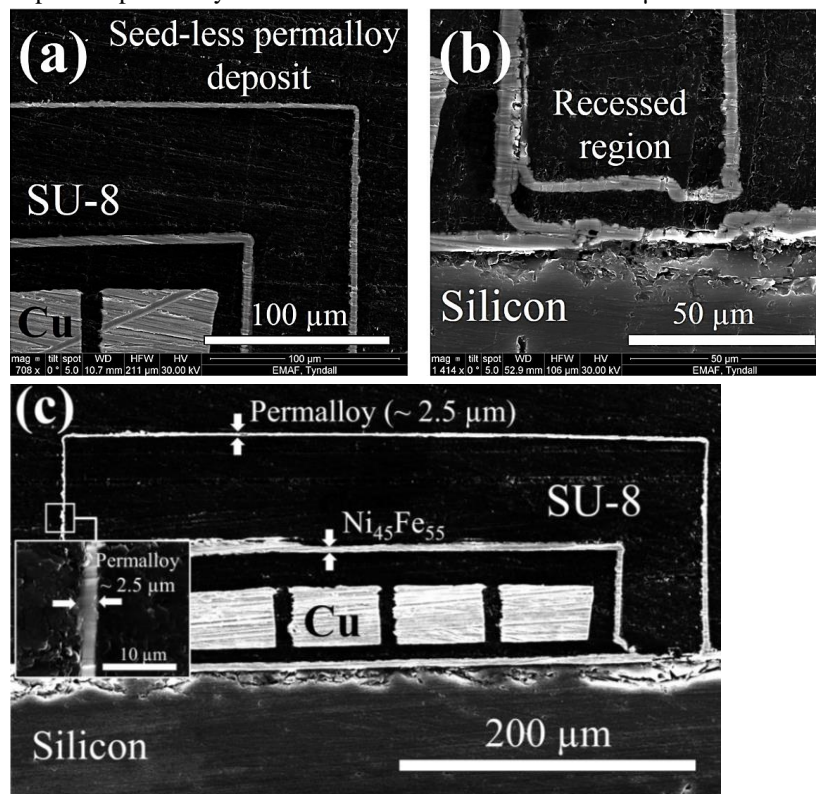 (a)
Seed-less permalloy
deposit
SU-8
Cu
100 µm
mag tilt spot WD HFW HV
708 x 0 ° 5.0 10.7 mm 211 µm 30.00 kV
100 µm
EMAF, Tyndall
(b)
Recessed
region
Silicon
50 µm
mag tilt spot WD HFW HV
1 414 x 0 ° 5.0 52.9 mm 106 µm 30.00 kV
50 µm
EMAF, Tyndall
(c)
Permalloy (~ 2.5 µm)
SU-8
Ni₄₅Fe₅₅
Permalloy
~ 2.5 µm
10 µm
Cu
Silicon
200 µm